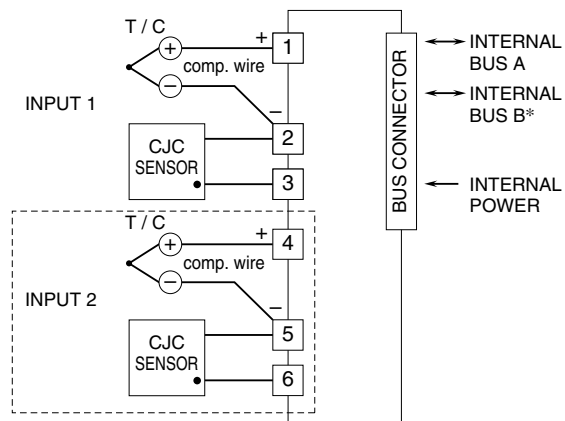 T / C
+
+
1
comp. wire
−
−
INPUT 1
2
CJC
SENSOR
3
T / C
+
+
4
comp. wire
−
−
INPUT 2
5
CJC
SENSOR
6
BUS CONNECTOR
INTERNAL
BUS A
INTERNAL
BUS B*
INTERNAL
POWER